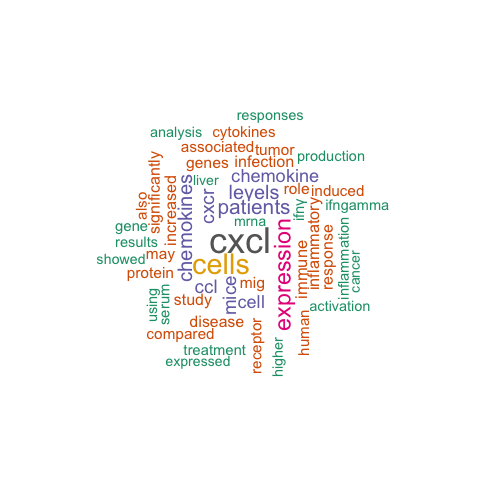 responses
analysis
cytokines
associated
tumor
genes
infection
production
liver
chemokine
also
significantly
increased
chemokines
cxcr
levels
role
induced
patients
ifny
ifngamma
mrna
gene
results
may
cxcl
expression
immune
inflammatory
response
inflammation
cancer
showed
protein
cells
ccl
mice
mig
cell
using
serum
study
activation
disease
compared
receptor
higher
human
treatment
expressed